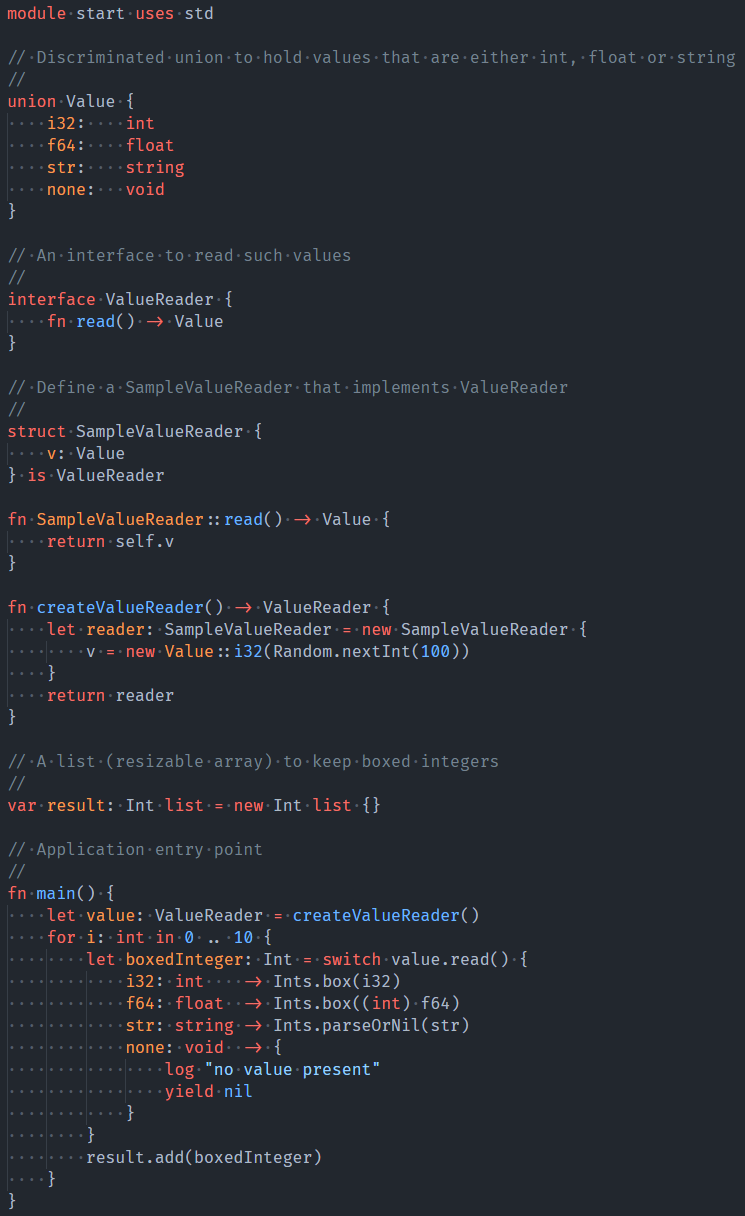 module start uses std

// Discriminated union to hold values that are either int, float or string
//
union Value {
    i32:    int
    f64:    float
    str:    string
    none:   void
}

// An interface to read such values
//
interface ValueReader {
    fn read() -> Value
}

// Define a SampleValueReader that implements ValueReader
//
struct SampleValueReader {
    v: Value
} is ValueReader

fn SampleValueReader::read() -> Value {
    return self.v
}

fn createValueReader() -> ValueReader {
    let reader: SampleValueReader = new SampleValueReader {
        v = new Value::i32(Random.nextInt(100))
    }
    return reader
}

// A list (resizable array) to keep boxed integers
//
var result: Int list = new Int list {}

// Application entry point
//
fn main() {
    let value: ValueReader = createValueReader()
    for i: int in 0 .. 10 {
        let boxedInteger: Int = switch value.read() {
            i32: int    -> Ints.box(i32)
            f64: float  -> Ints.box((int) f64)
            str: string -> Ints.parseOrNil(str)
            none: void  -> {
                log "no value present"
                yield nil
            }
        }
        result.add(boxedInteger)
    }
}